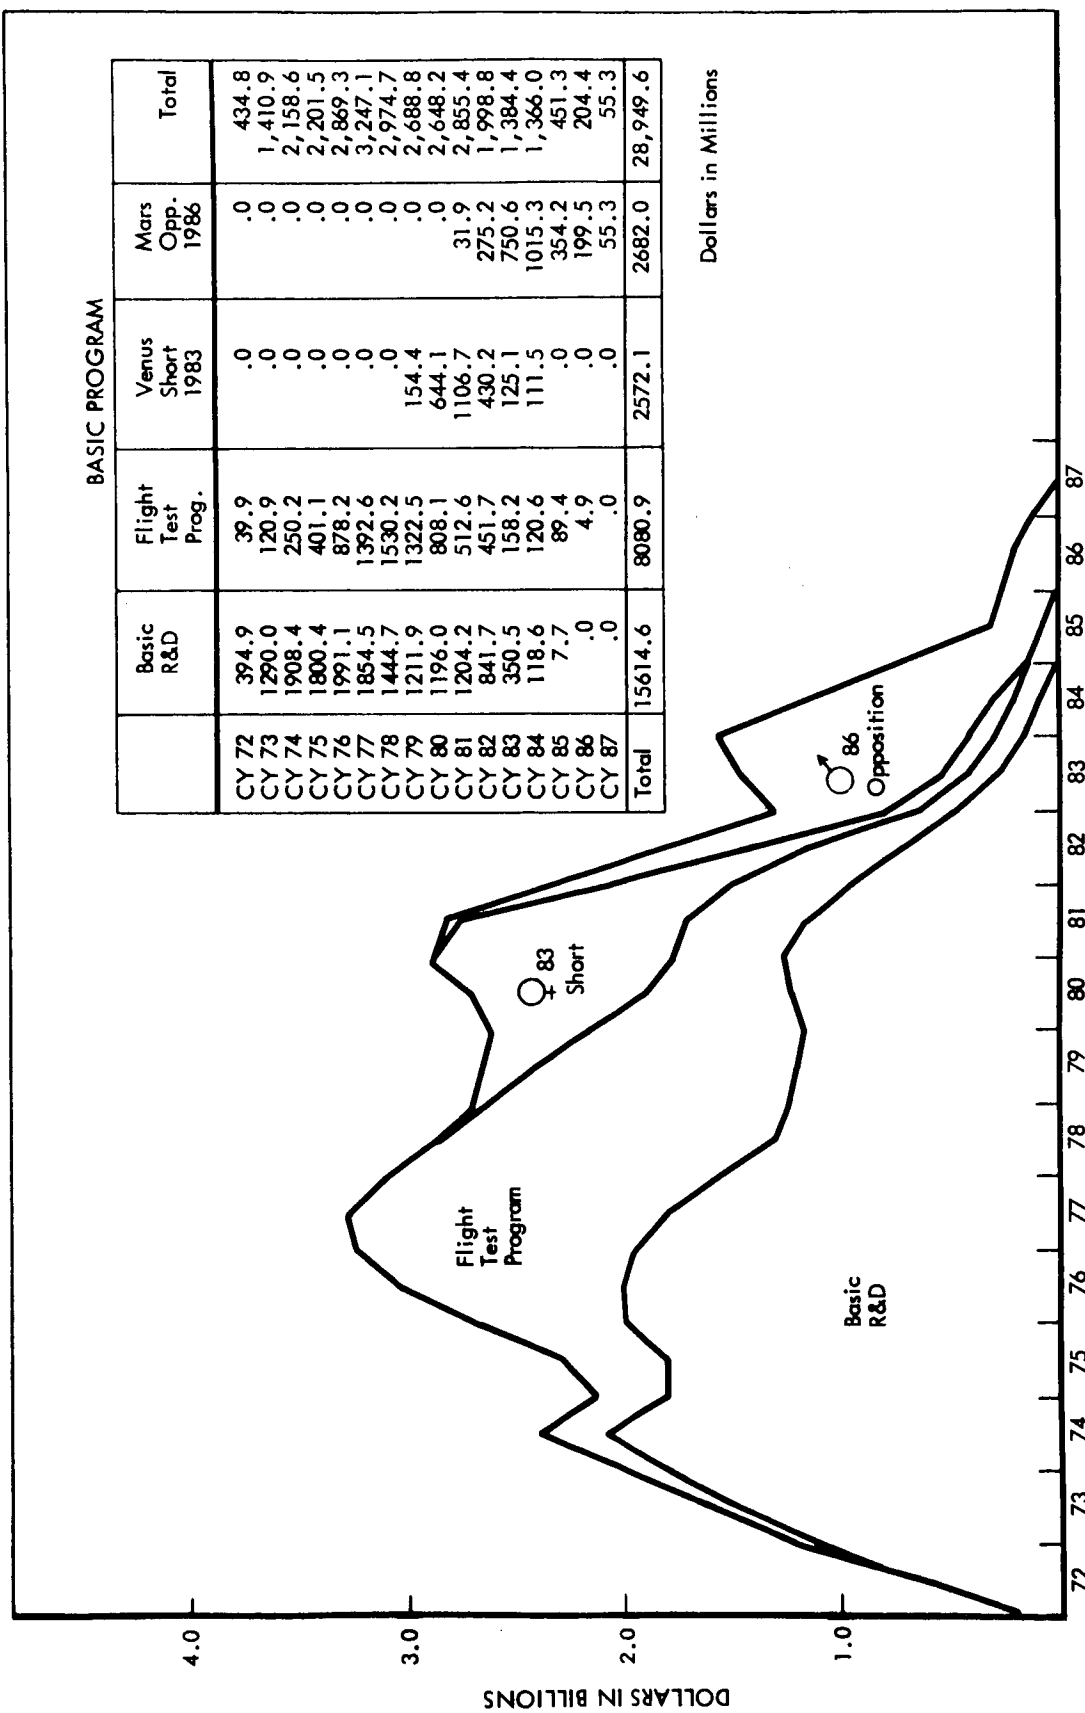 BASIC PROGRAM
Basic R&D Flight Test Prog. Venus Short 1983 Mars Opp. 1986 Total
CY 72 394.9 39.9 .0 .0 434.8
CY 73 1290.0 120.9 .0 .0 1,410.9
CY 74 1908.4 250.2 .0 .0 2,158.6
CY 75 1800.4 401.1 .0 .0 2,201.5
CY 76 1991.1 878.2 .0 .0 2,869.3
CY 77 1854.5 1392.6 .0 .0 3,247.1
CY 78 1444.7 1530.2 .0 .0 2,974.7
CY 79 1211.9 1322.5 154.4 .0 2,688.8
CY 80 1196.0 808.1 644.1 .0 2,648.2
CY 81 1204.2 512.6 1106.7 31.9 2,855.4
CY 82 841.7 451.7 430.2 275.2 1,998.8
CY 83 350.5 158.2 125.1 750.6 1,384.4
CY 84 118.6 120.6 111.5 1015.3 1,366.0
CY 85 7.7 89.4 .0 354.2 451.3
CY 86 .0 4.9 .0 199.5 204.4
CY 87 .0 .0 .0 55.3 55.3
Total 15614.6 8080.9 2572.1 2682.0 28,949.6
Dollars in Millions
DOLLARS IN BILLIONS
4.0
3.0
2.0
1.0
Flight
Test
Program
♀ 83
Short
Basic
R&D
♂ 86
Opposition
72 73 74 75 76 77 78 79 80 81 82 83 84 85 86 87